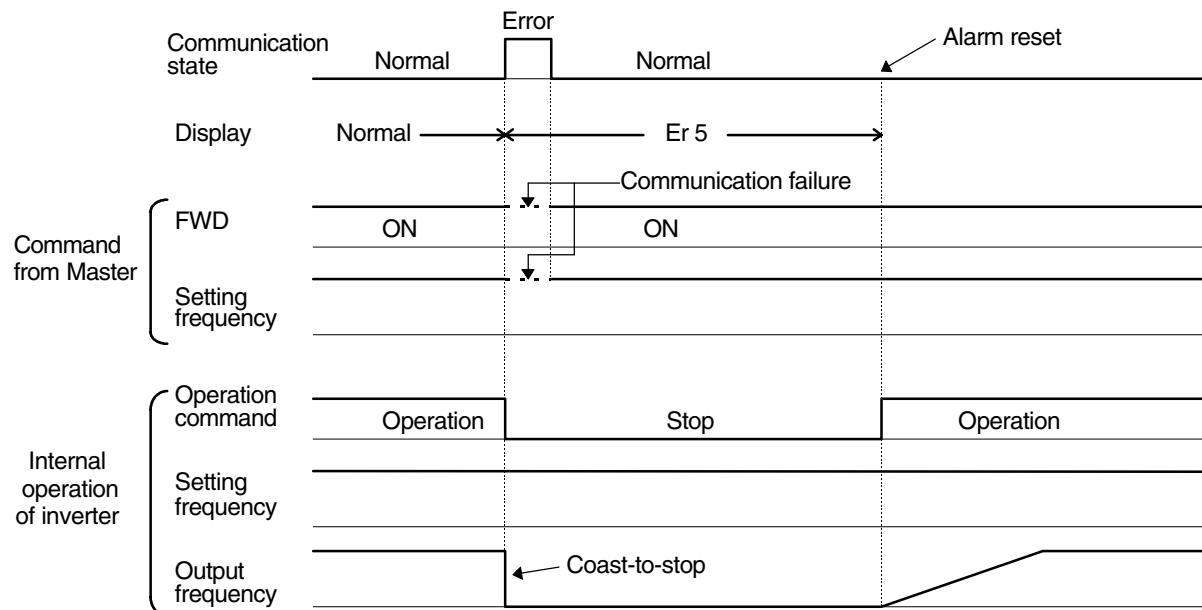 Error
Communication
state
Normal
Normal
Alarm reset
Display
Normal
Er 5
Communication failure
Command
from Master
FWD
ON
ON
Setting
frequency
Internal
operation
of inverter
Operation
command
Operation
Stop
Operation
Setting
frequency
Output
frequency
Coast-to-stop